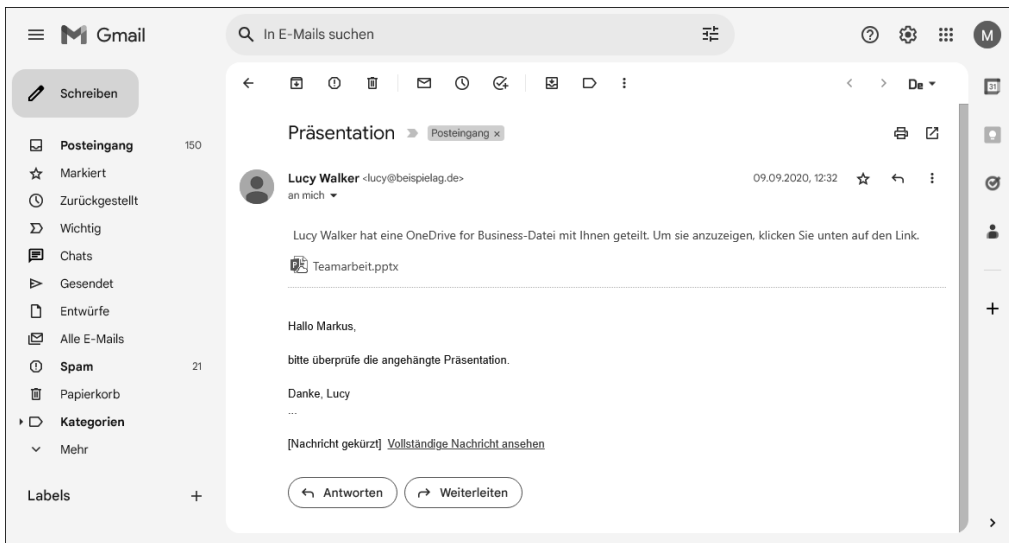 Gmail
In E-Mails suchen
M
Schreiben
Posteingang 150
Markiert
Zurückgestellt
Wichtig
Chats
Gesendet
Entwürfe
Alle E-Mails
Spam 21
Papierkorb
Kategorien
Mehr
Labels
De
Präsentation Posteingang ×
Lucy Walker <lucy@beispielag.de> 09.09.2020, 12:32
an mich
Lucy Walker hat eine OneDrive for Business-Datei mit Ihnen geteilt. Um sie anzuzeigen, klicken Sie unten auf den Link.
Teamarbeit.pptx
Hallo Markus,
bitte überprüfe die angehängte Präsentation.
Danke, Lucy
...
[Nachricht gekürzt] Vollständige Nachricht ansehen
Antworten Weiterleiten
31